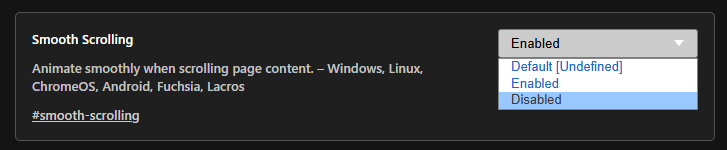 Smooth Scrolling
Animate smoothly when scrolling page content. – Windows, Linux,
ChromeOS, Android, Fuchsia, Lacros
#smooth-scrolling
Enabled
Default [Undefined]
Enabled
Disabled